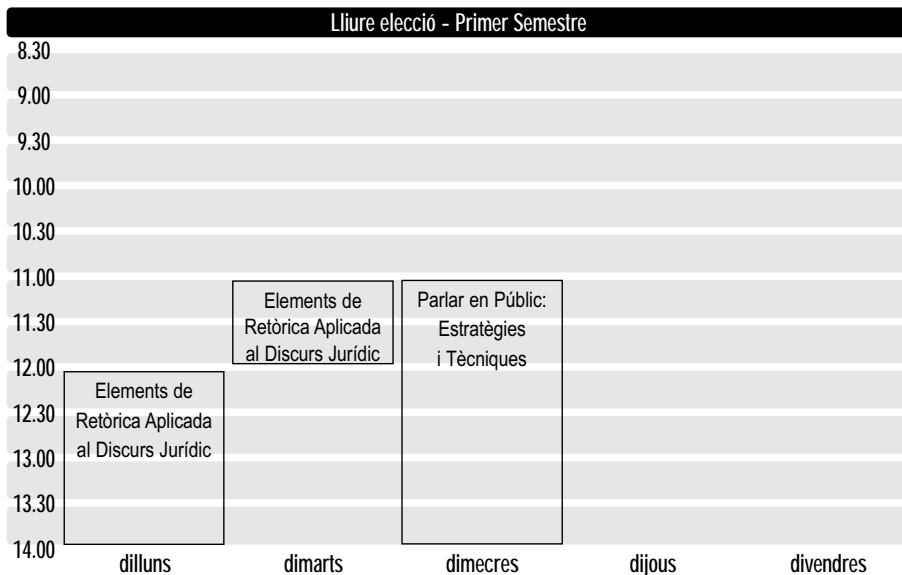 Lliure elecció - Primer Semestre
8.30
9.00
9.30
10.00
10.30
11.00
Elements de
Retòrica Aplicada
al Discurs Jurídic
Parlar en Públic:
Estratègies
i Tècniques
11.30
12.00
Elements de
Retòrica Aplicada
al Discurs Jurídic
12.30
13.00
13.30
14.00
dilluns dimarts dimecres dijous divendres